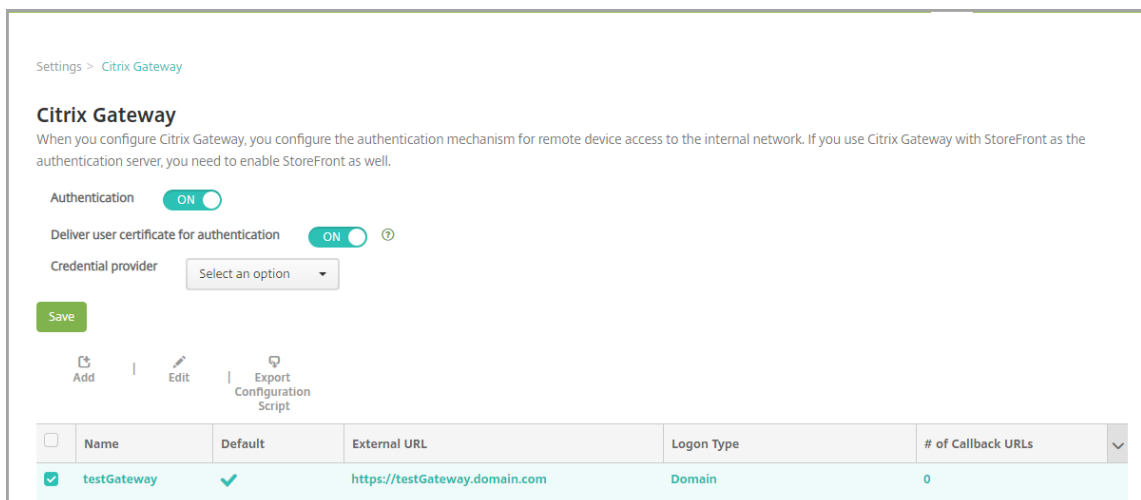 Settings > Citrix Gateway
Citrix Gateway
When you configure Citrix Gateway, you configure the authentication mechanism for remote device access to the internal network. If you use Citrix Gateway with StoreFront as the
authentication server, you need to enable StoreFront as well.
Authentication ON
Deliver user certificate for authentication ON ?
Credential provider Select an option
Save
Add | Edit | Export
Configuration
Script
Name Default External URL Logon Type # of Callback URLs
testGateway https://testGateway.domain.com Domain 0